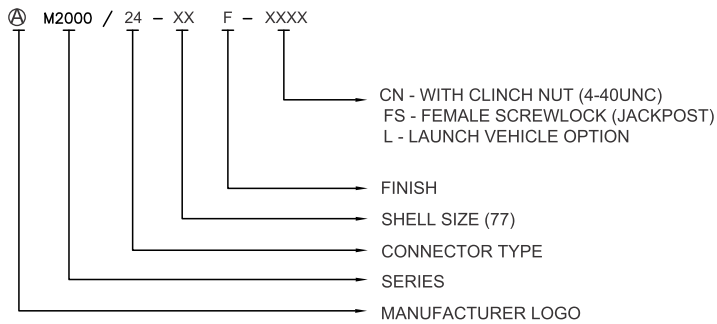 Ⓐ M2000 / 24 - XX F - XXXX
CN - WITH CLINCH NUT (4-40UNC)
FS - FEMALE SCREWLOCK (JACKPOST)
L - LAUNCH VEHICLE OPTION
FINISH
SHELL SIZE (77)
CONNECTOR TYPE
SERIES
MANUFACTURER LOGO